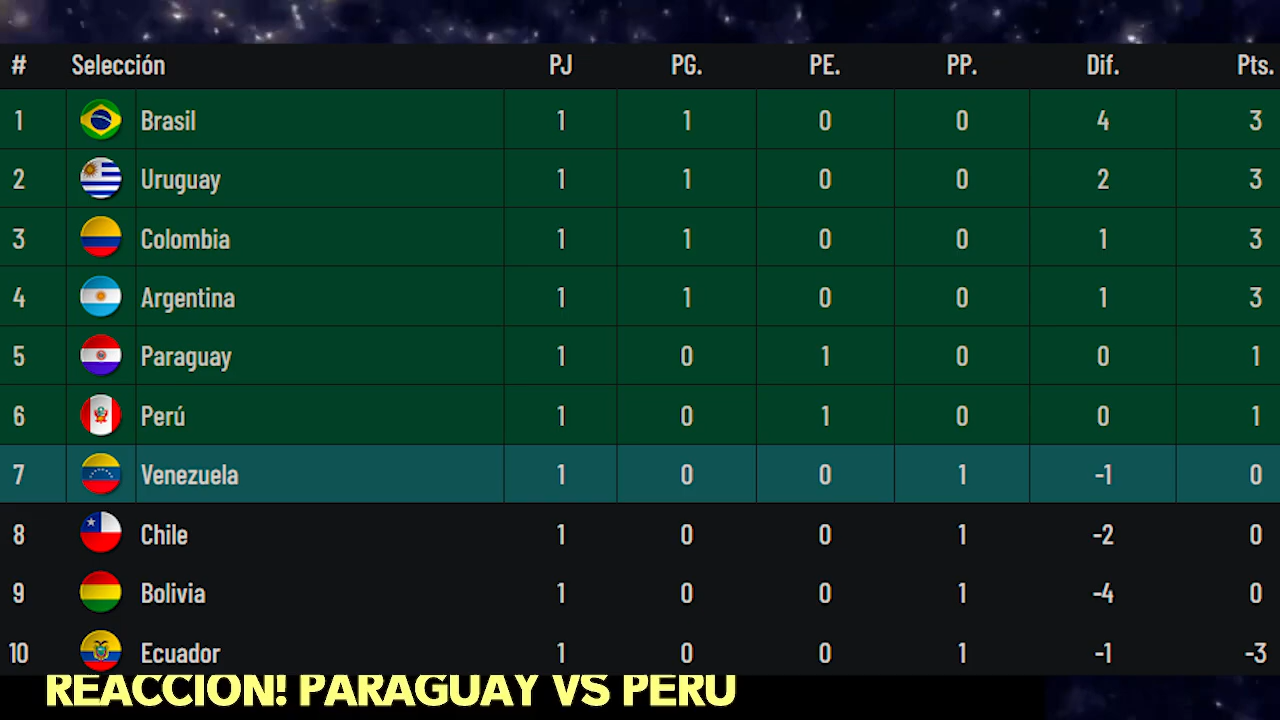 # Selección PJ PG. PE. PP. Dif. Pts.
1 Brasil 1 1 0 0 4 3
2 Uruguay 1 1 0 0 2 3
3 Colombia 1 1 0 0 1 3
4 Argentina 1 1 0 0 1 3
5 Paraguay 1 0 1 0 0 1
6 Perú 1 0 1 0 0 1
7 Venezuela 1 0 0 1 -1 0
8 Chile 1 0 0 1 -2 0
9 Bolivia 1 0 0 1 -4 0
10 Ecuador 1 0 0 1 -1 -3
REACCION! PARAGUAY VS PERU